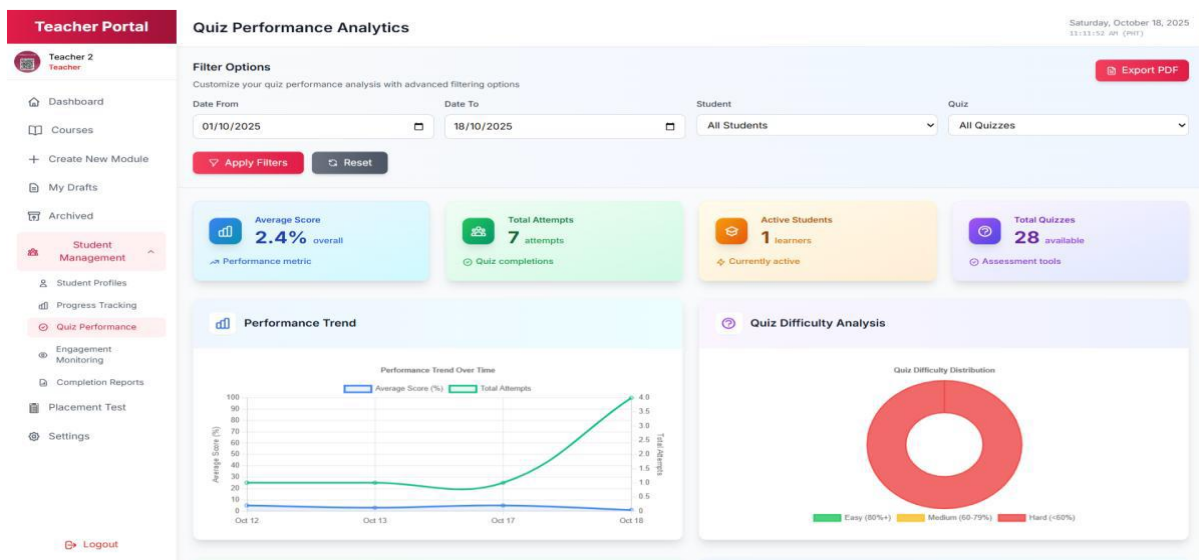 Teacher Portal
Teacher 2
Teacher
Dashboard
Courses
Create New Module
My Drafts
Archived
Student
Management
Student Profiles
Progress Tracking
Quiz Performance
Engagement
Monitoring
Completion Reports
Placement Test
Settings
Logout
Quiz Performance Analytics
Saturday, October 18, 2025
11:11:52 AM (PHT)
Filter Options
Customize your quiz performance analysis with advanced filtering options
Export PDF
Date From
Date To
Student
Quiz
01/10/2025
18/10/2025
All Students
All Quizzes
Apply Filters
Reset
Average Score
2.4% overall
Performance metric
Total Attempts
7 attempts
Quiz completions
Active Students
1 learners
Currently active
Total Quizzes
28 available
Assessment tools
Performance Trend
Performance Trend Over Time
Average Score (%) Total Attempts
Average Score (%)
100
90
80
70
60
50
40
30
20
10
0
4.0
3.5
3.0
2.5
2.0
1.5
1.0
0.5
0
Total Attempts
Oct 12 Oct 13 Oct 17 Oct 18
Quiz Difficulty Analysis
Quiz Difficulty Distribution
Easy (80%+) Medium (60-79%) Hard (<60%)